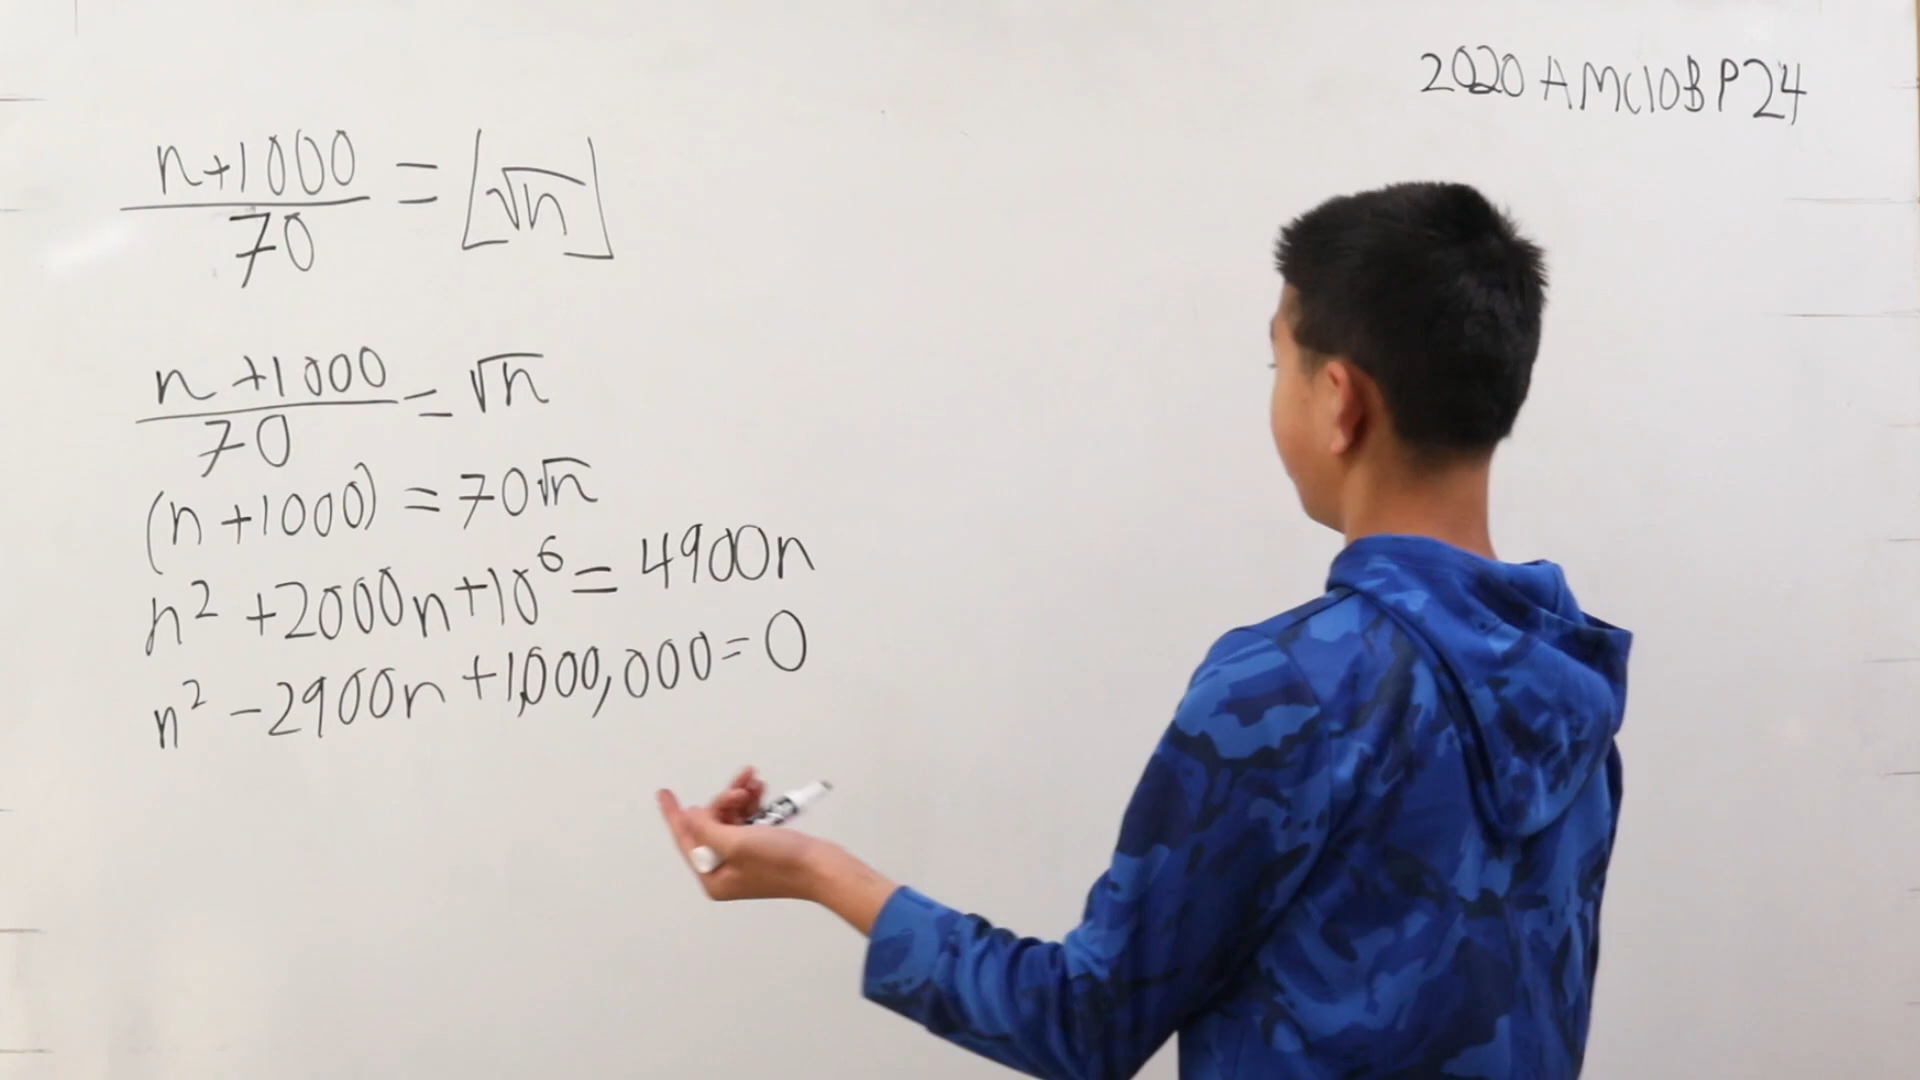 2020 AMC10B P24
n+1000/70 = ⌊√n⌋
n+1000/70 = √n
(n+1000) = 70√n
n² +2000n+10⁶ = 4900n
n² -2900n +1,000,000=0